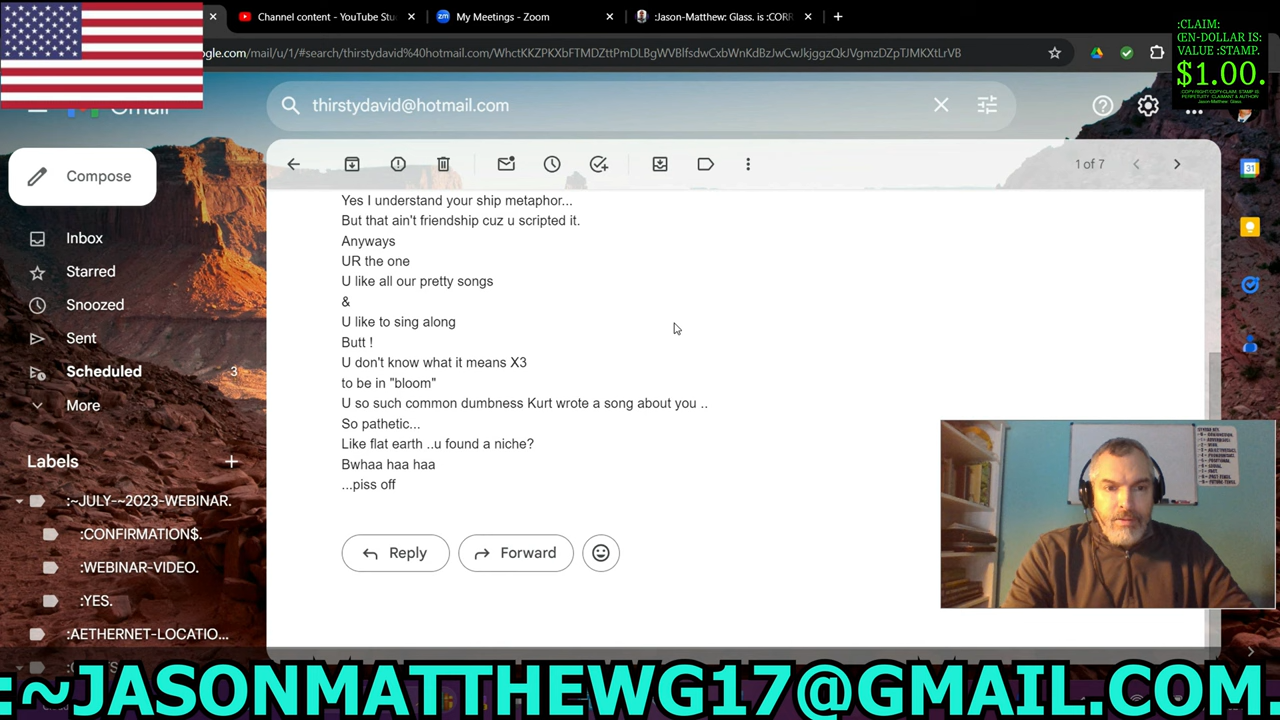 Channel content - YouTube Stu
My Meetings - Zoom
:Jason-Matthew: Glass. is :CORR
gle.com/mail/u/1/#search/thirstydavid%40hotmail.com/
:CLAIM:
ŒN-DOLLAR IS:
VALUE :STAMP.
$1.00.
Jason-Matthew: Glass.
Gmail
thirstydavid@hotmail.com
Compose
1 of 7
Inbox
Starred
Snoozed
Sent
Scheduled 3
More
Labels
:~JULY-~2023-WEBINAR.
:CONFIRMATION$.
:WEBINAR-VIDEO.
:YES.
:AETHERNET-LOCATIO...
Yes I understand your ship metaphor...
But that ain't friendship cuz u scripted it.
Anyways
UR the one
U like all our pretty songs
&
U like to sing along
Butt !
U don't know what it means X3
to be in "bloom"
U so such common dumbness Kurt wrote a song about you ..
So pathetic...
Like flat earth ..u found a niche?
Bwhaa haa haa
...piss off
Reply
Forward
:~JASONMATTHEWG17@GMAIL.COM.